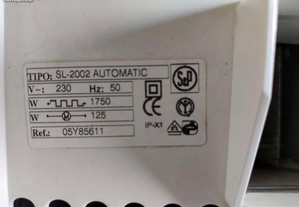 TIPO: SL-2002 AUTOMATIC
V~: 230 Hz: 50
W 1750
W M 125
IP-X1
Ref.: 05Y85611